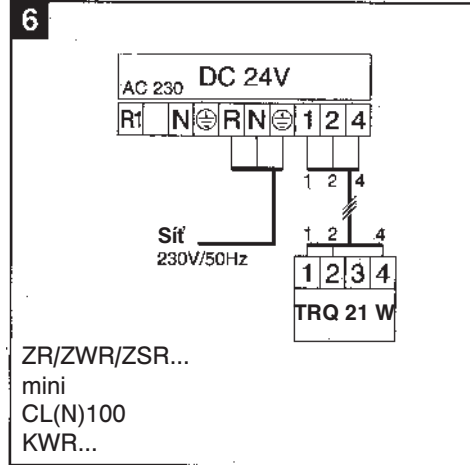 6
DC 24V
AC 230
R1 N R N 1 2 4
1 2 4
Síť
230V/50Hz
1 2 4
1 2 3 4
TRQ 21 W
ZR/ZWR/ZSR...
mini
CL(N)100
KWR...